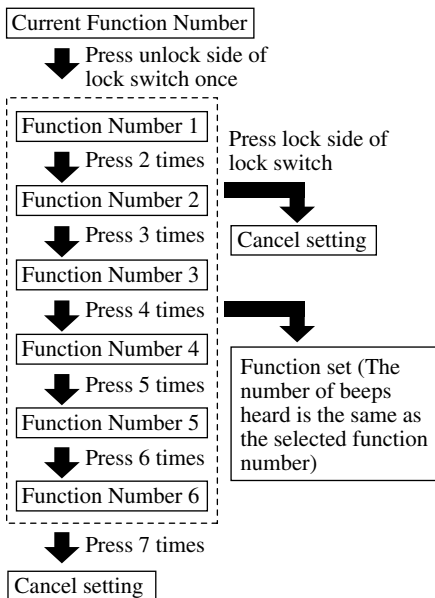 Current Function Number
Press unlock side of
lock switch once
Function Number 1
Press 2 times
Function Number 2
Press 3 times
Function Number 3
Press 4 times
Function Number 4
Press 5 times
Function Number 5
Press 6 times
Function Number 6
Press 7 times
Cancel setting
Press lock side of
lock switch
Cancel setting
Function set (The
number of beeps
heard is the same as
the selected function
number)